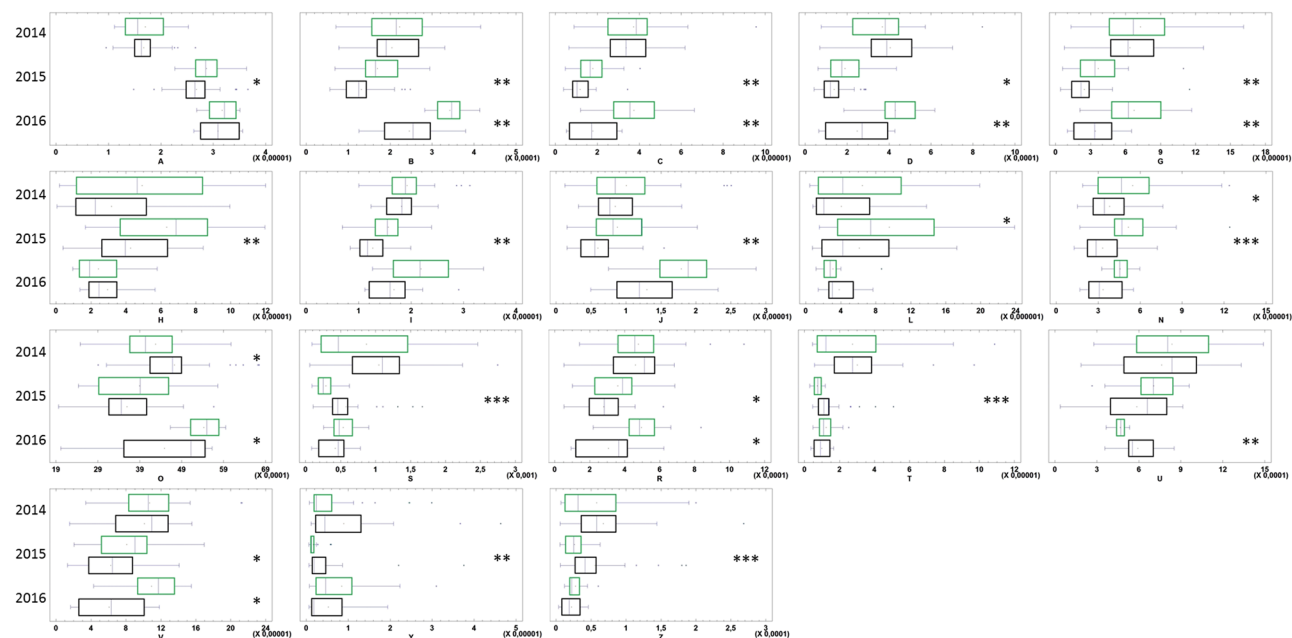 2014
2015 * ** ** * **
2016 ** ** ** **
0 1 2 3 4 0 1 2 3 4 5 0 2 4 6 8 10 0 2 4 6 8 10 0 3 6 9 12 15 18
(X 0,00001) (X 0,0001) (X 0,0001) (X 0,0001) (X 0,00001)
A B C D G
2014 *
2015 ** ** ** * ***
2016
0 2 4 6 8 10 12 0 1 2 3 4 0 0,5 1 1,5 2 2,5 3 0 4 8 12 16 20 24 0 3 6 9 12 15
(X 0,00001) (X 0,0001) (X 0,0001) (X 0,00001) (X 0,00001)
H I J L N
2014 *
2015 *** * ***
2016 * * **
19 29 39 49 59 69 0 0,5 1 1,5 2 2,5 3 0 2 4 6 8 10 12 0 2 4 6 8 10 12 0 3 6 9 12 15
(X 0,0001) (X 0,001) (X 0,0001) (X 0,00001) (X 0,0001)
O S R T U
2014
2015 * ** ***
2016 *
0 4 8 12 16 20 24 0 1 2 3 4 5 0 0,5 1 1,5 2 2,5 3
(X 0,00001) (X 0,00001) (X 0,0001)
V Y Z